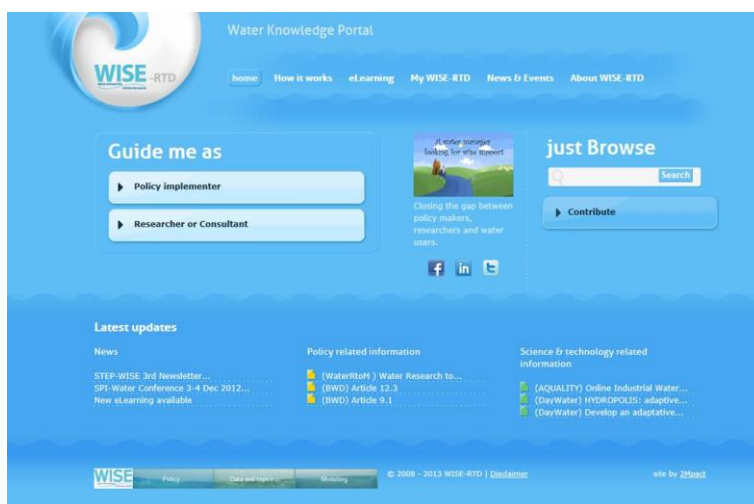 Water Knowledge Portal
WISE -RTD
home How it works eLearning My WISE-RTD News & Events About WISE-RTD
Guide me as
Policy implementer
Researcher or Consultant
A water manager
looking for wise support
Closing the gap between
policy makers,
researchers and water
users.
just Browse
Search
Contribute
Latest updates
News
STEP-WISE 3rd Newsletter...
SPI-Water Conference 3-4 Dec 2012...
New eLearning available
Policy related information
(WaterRtoM ) Water Research to...
(BWD) Article 12.3
(BWD) Article 9.1
Science & technology related
information
(AQUALITY) Online Industrial Water...
(DayWater) HYDROPOLIS: adaptive...
(DayWater) Develop an adaptative...
WISE Policy Data and topics Modeling
© 2008 - 2013 WISE-RTD | Disclaimer
site by 2Mpact